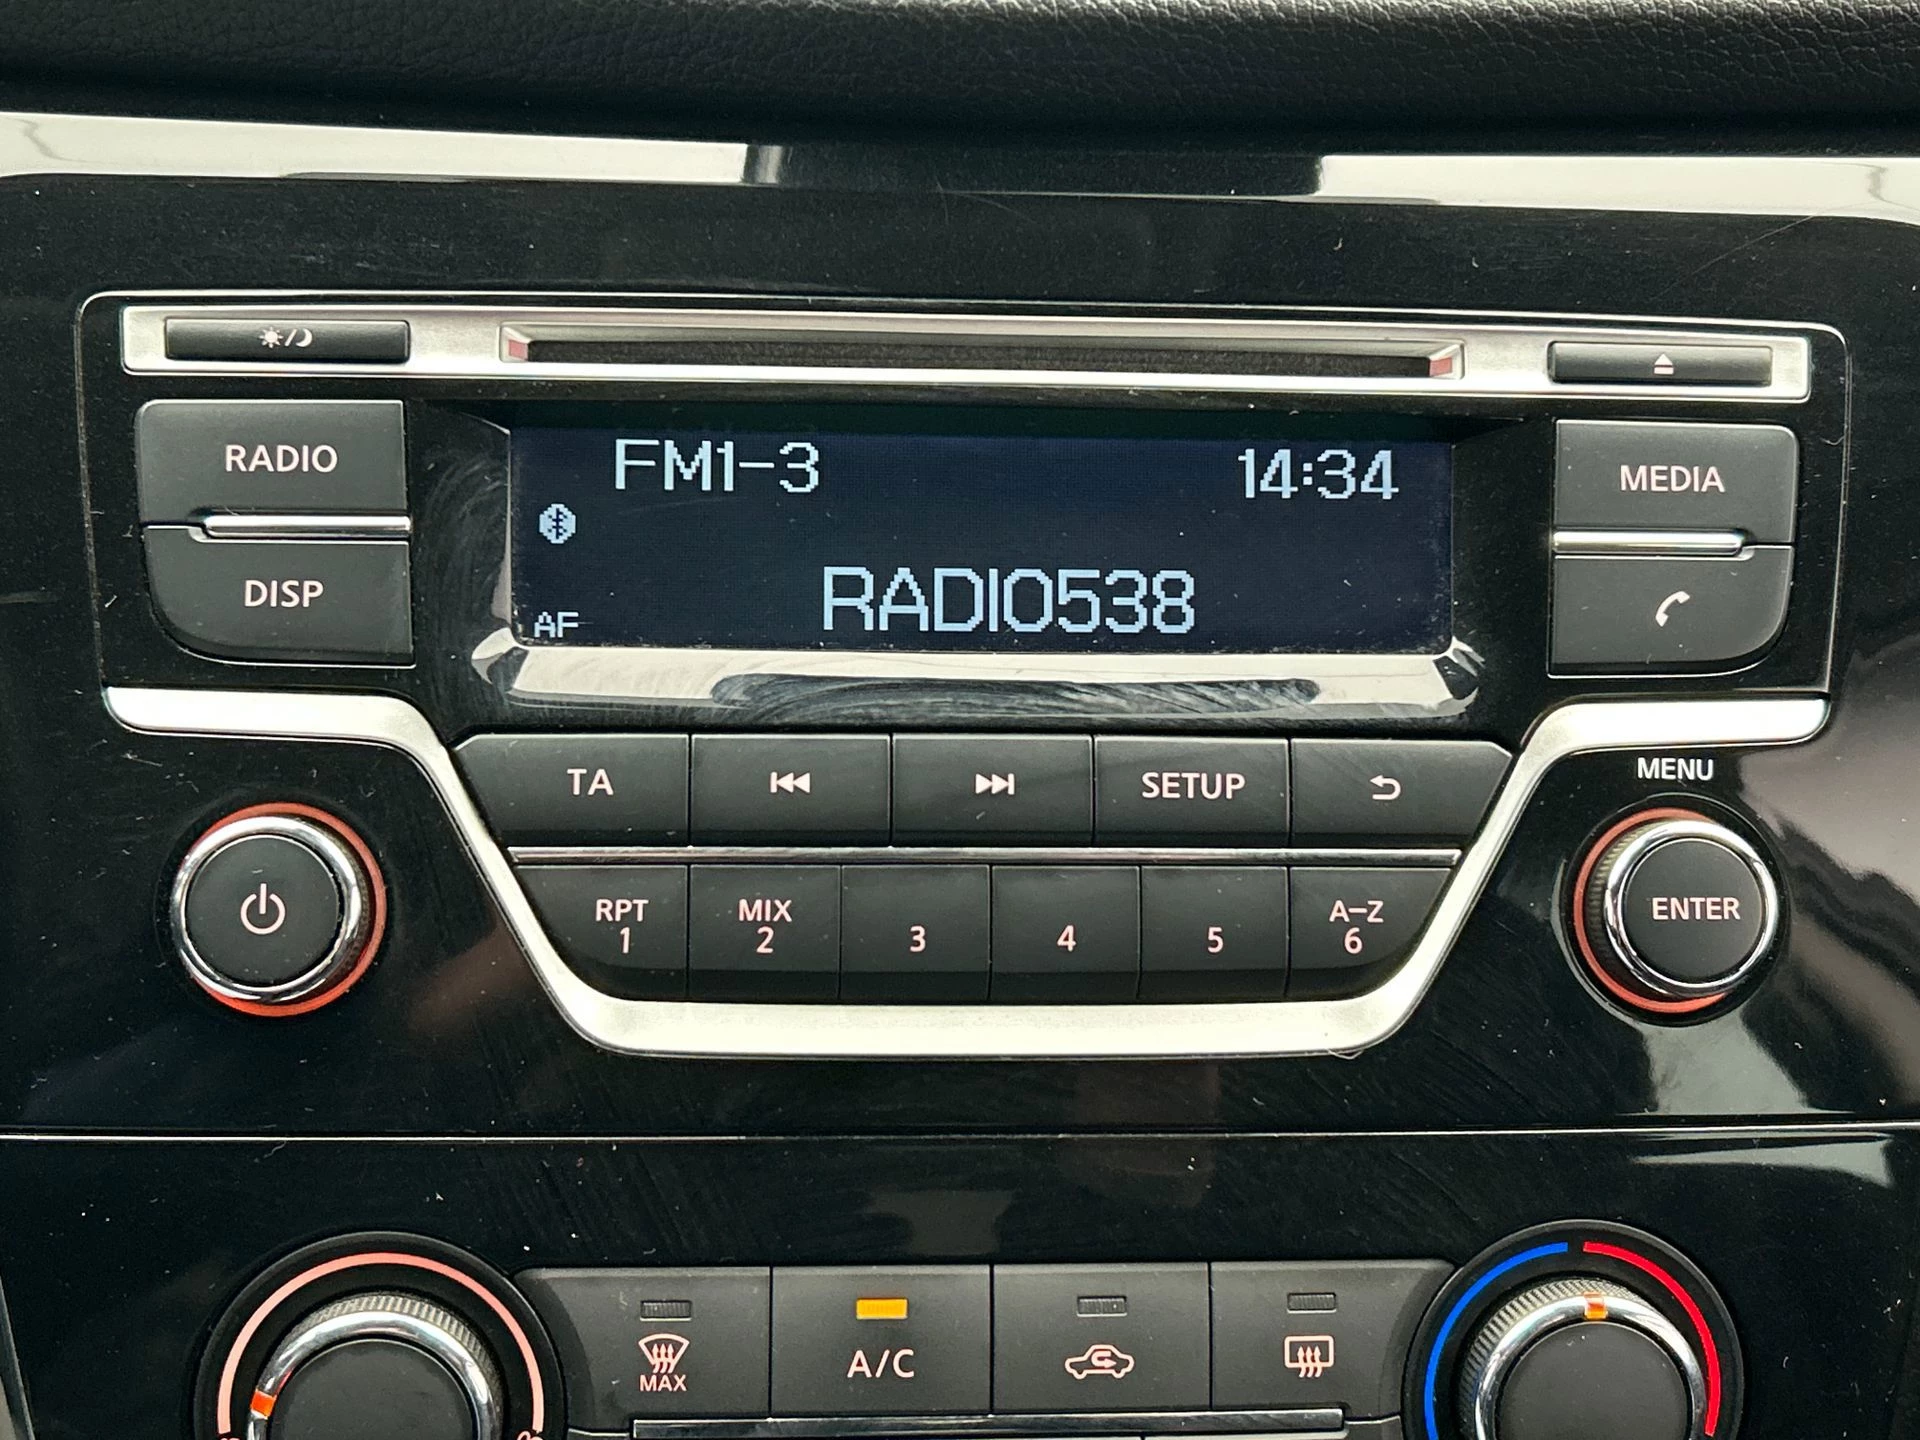 RADIO
FM1-3 14:34
MEDIA
DISP
AF
RADIO538
TA
SETUP
MENU
RPT
1
MIX
2
3
4
5
A-Z
6
ENTER
MAX
A/C